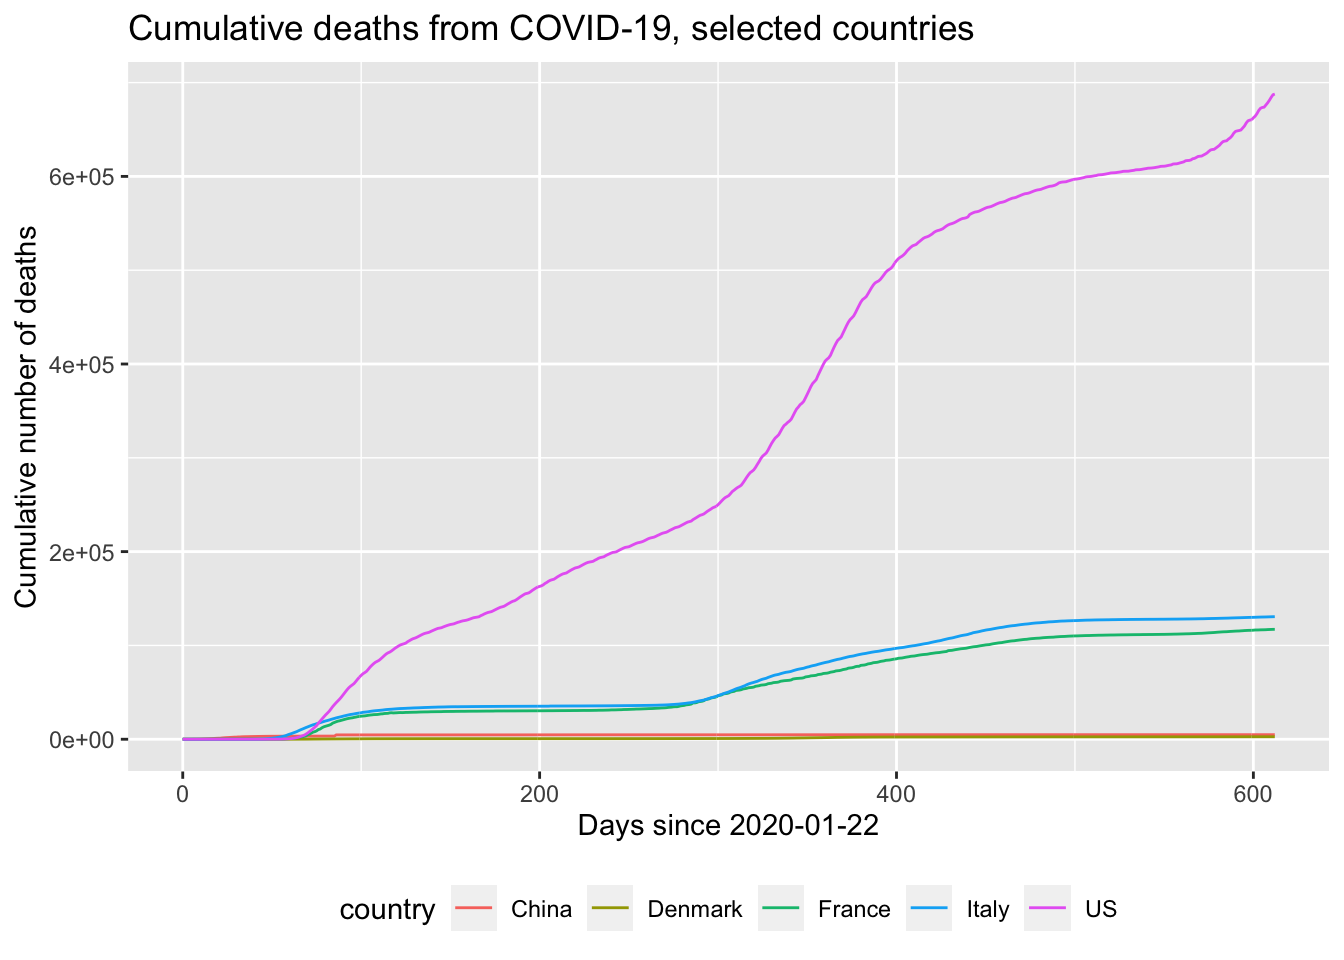 Cumulative deaths from COVID-19, selected countries
Cumulative number of deaths
6e+05
4e+05
2e+05
0e+00
0 200 400 600
Days since 2020-01-22
country China Denmark France Italy US